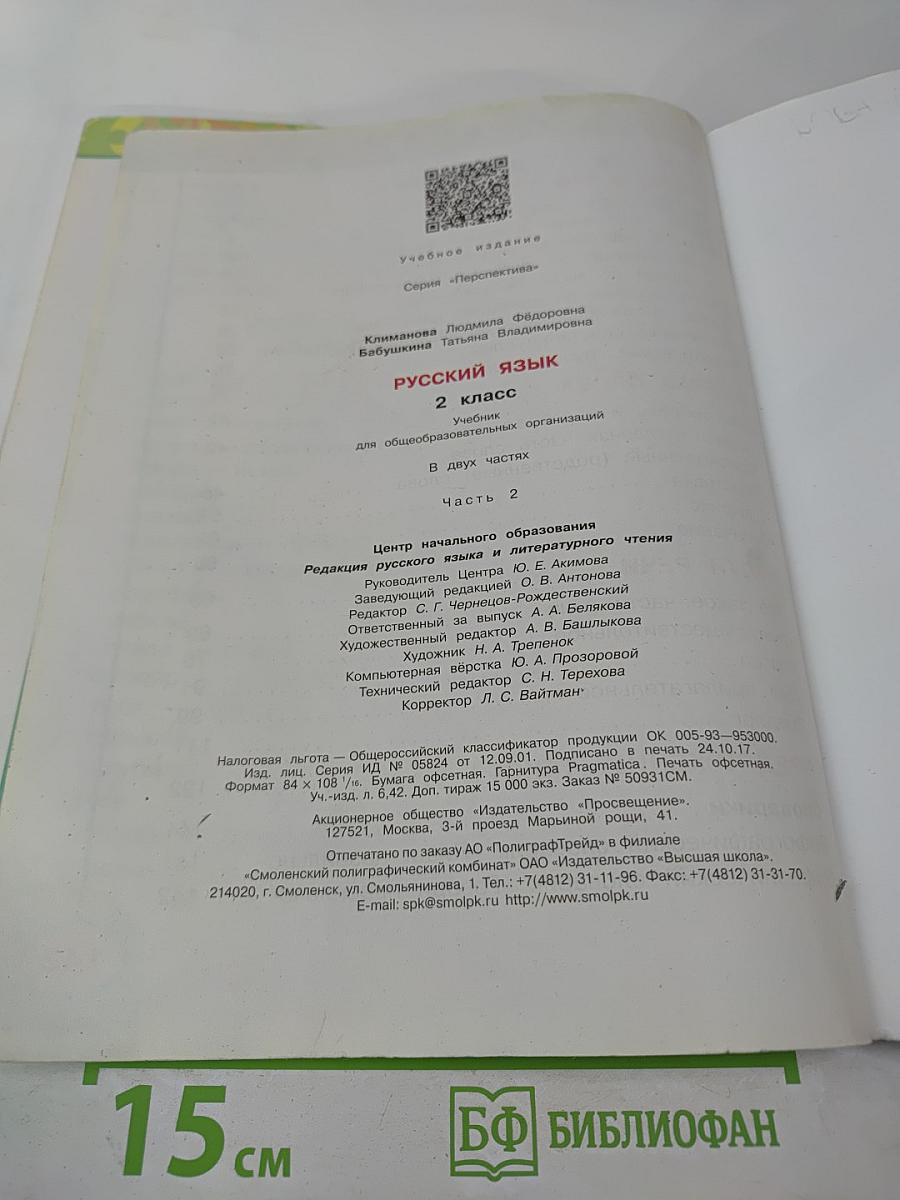 Учебное издание
Серия «Перспектива»
Климанова Людмила Фёдоровна
Бабушкина Татьяна Владимировна
РУССКИЙ ЯЗЫК
2 класс
Учебник
для общеобразовательных организаций
В двух частях
Часть 2
Центр начального образования
Редакция русского языка и литературного чтения
Руководитель Центра Ю. Е. Акимова
Заведующий редакцией О. В. Антонова
Редактор С. Г. Чернецов-Рождественский
Ответственный за выпуск А. А. Белякова
Художественный редактор А. В. Башлыкова
Художник Н. А. Трепенок
Компьютерная вёрстка Ю. А. Прозоровой
Технический редактор С. Н. Терехова
Корректор Л. С. Вайтман
Налоговая льгота — Общероссийский классификатор продукции ОК 005-93—953000.
Изд. лиц. Серия ИД № 05824 от 12.09.01. Подписано в печать 24.10.17.
Формат 84 × 108 1/16. Бумага офсетная. Гарнитура Pragmatica. Печать офсетная.
Уч.-изд. л. 6,42. Доп. тираж 15 000 экз. Заказ № 50931СМ.
Акционерное общество «Издательство «Просвещение».
127521, Москва, 3-й проезд Марьиной рощи, 41.
Отпечатано по заказу АО «ПолиграфТрейд» в филиале
«Смоленский полиграфический комбинат» ОАО «Издательство «Высшая школа».
214020, г. Смоленск, ул. Смольянинова, 1. Тел.: +7(4812) 31-11-96. Факс: +7(4812) 31-31-70.
E-mail: spk@smolpk.ru http://www.smolpk.ru
15 см
БФ БИБЛИОФАН